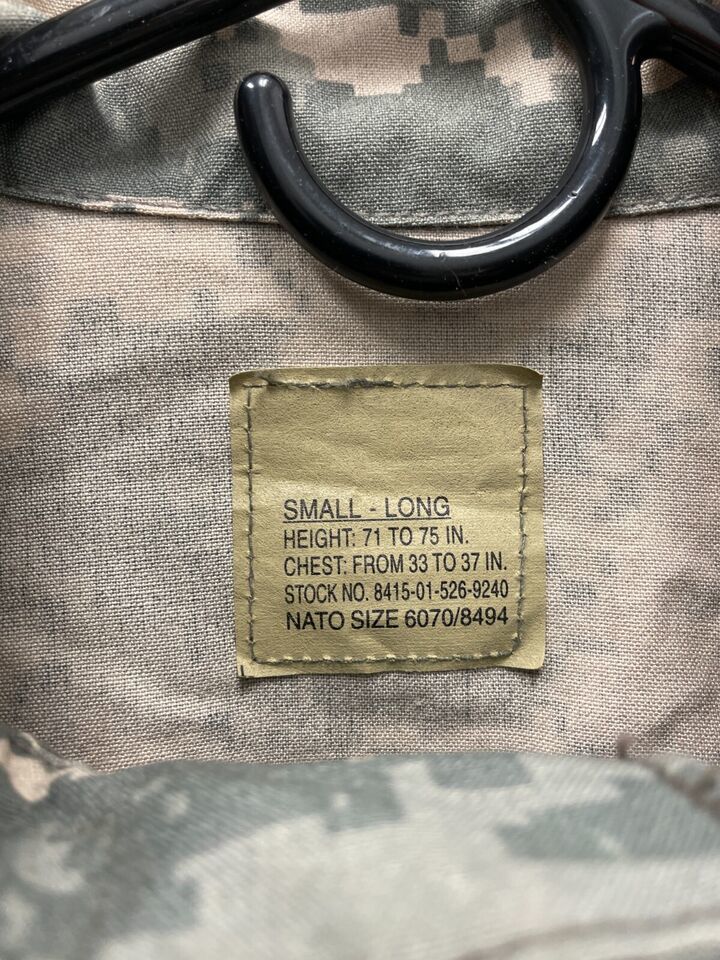 SMALL - LONG
HEIGHT: 71 TO 75 IN.
CHEST: FROM 33 TO 37 IN.
STOCK NO. 8415-01-526-9240
NATO SIZE 6070/8494